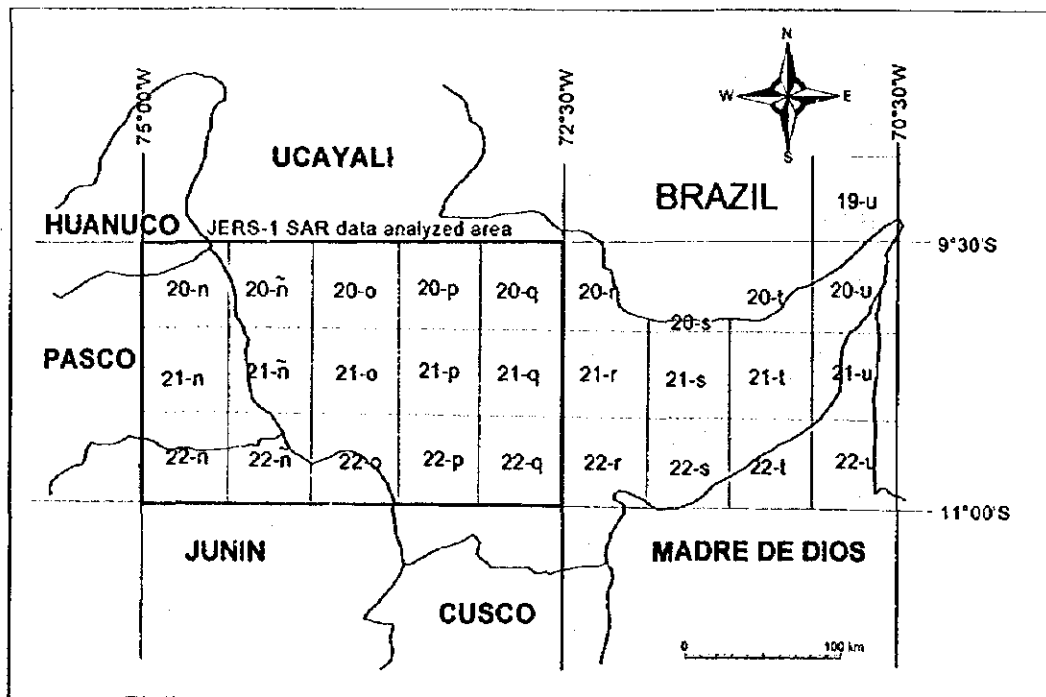 N
W E
S
75°00'W
72°30'W
70°30'W
UCAYALI
BRAZIL
19-u
HUANUCO
JERS-1 SAR data analyzed area
9°30'S
20-n 20-ñ 20-o 20-p 20-q 20-r 20-s 20-t 20-u
PASCO
21-n 21-ñ 21-o 21-p 21-q 21-r 21-s 21-t 21-u
22-n 22-ñ 22-o 22-p 22-q 22-r 22-s 22-t 22-u
11°00'S
JUNIN
MADRE DE DIOS
CUSCO
0 100 km